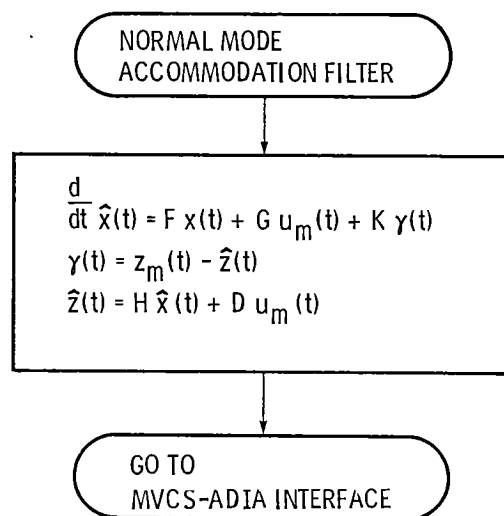 NORMAL MODE
ACCOMMODATION FILTER
d/dt x̂(t) = F x(t) + G u_m(t) + K γ(t)
γ(t) = z_m(t) - ẑ(t)
ẑ(t) = H x̂(t) + D u_m (t)
GO TO
MVCS-ADIA INTERFACE